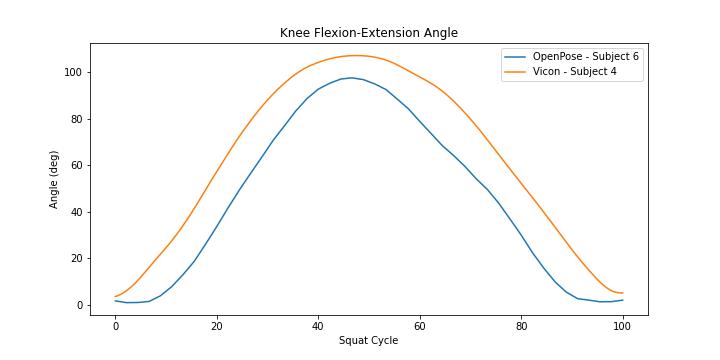 Knee Flexion-Extension Angle
OpenPose - Subject 6
Vicon - Subject 4
Angle (deg)
100
80
60
40
20
0
0 20 40 60 80 100
Squat Cycle